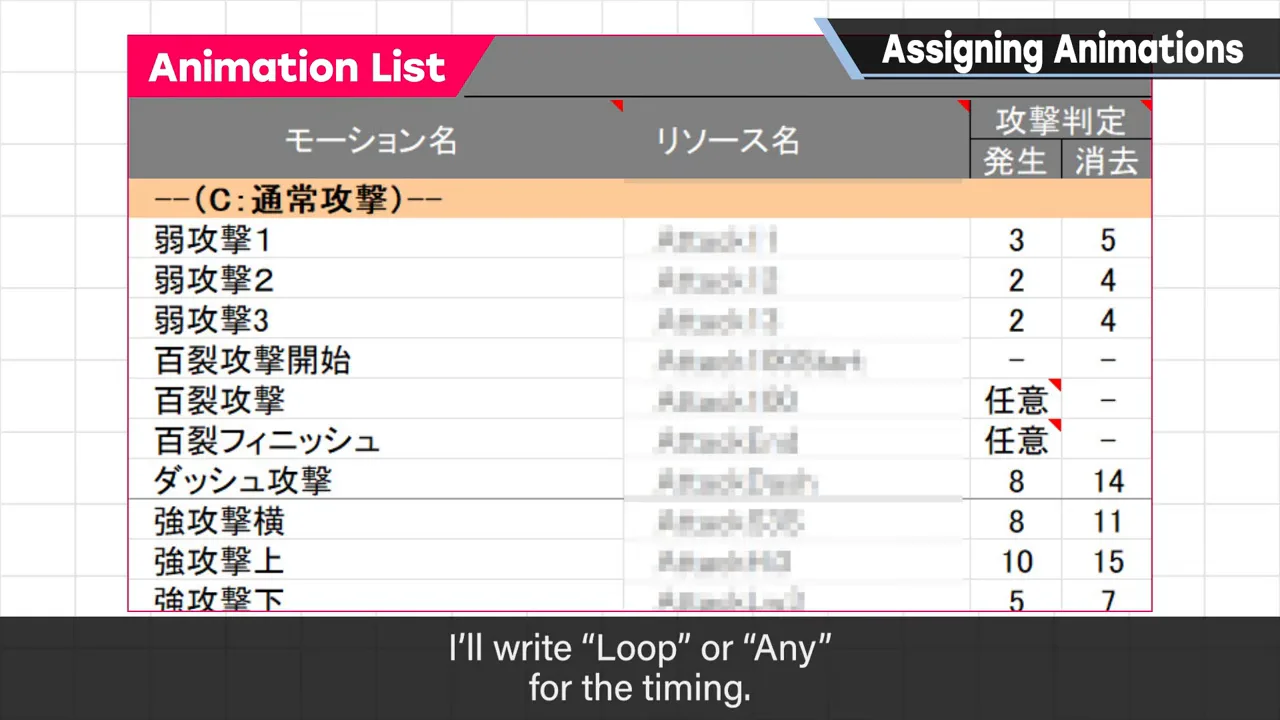 Assigning Animations
Animation List
モーション名 リソース名 攻撃判定
発生 消去
--(C:通常攻撃)--
弱攻撃1 3 5
弱攻撃2 2 4
弱攻撃3 2 4
百裂攻撃開始 - -
百裂攻撃 任意 -
百裂フィニッシュ 任意 -
ダッシュ攻撃 8 14
強攻撃横 8 11
強攻撃上 10 15
強攻撃下 5 7
I'll write “Loop” or “Any”
for the timing.